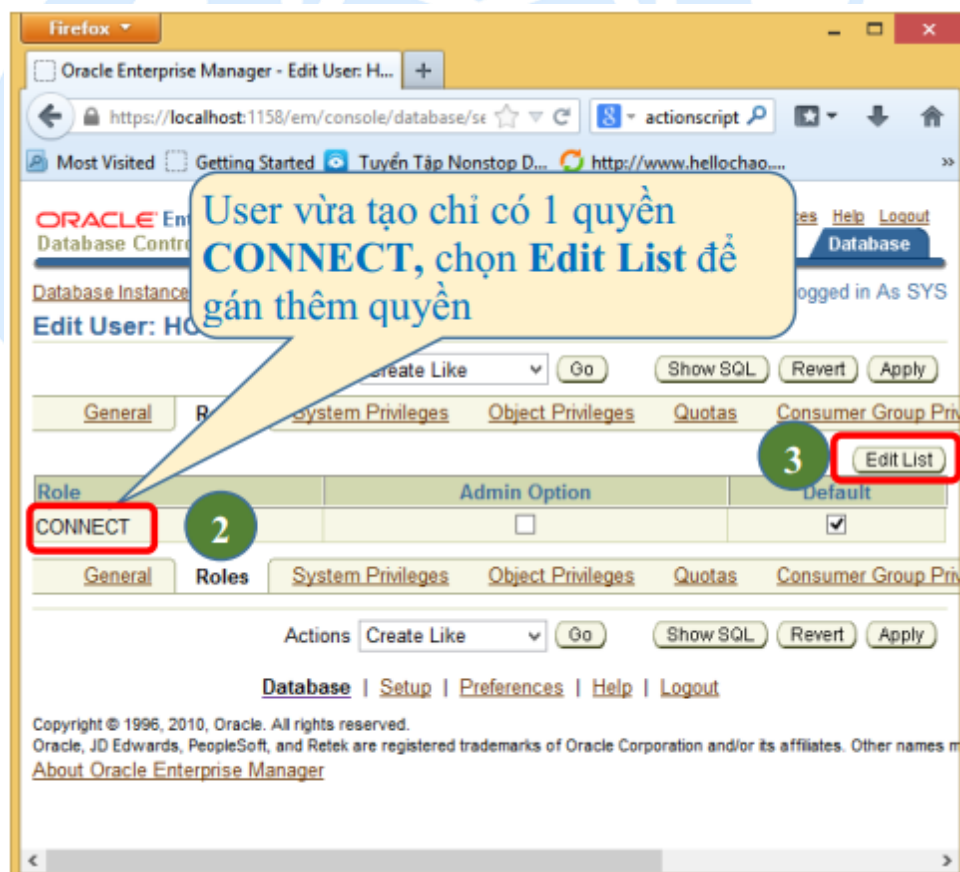 Firefox
Oracle Enterprise Manager - Edit User: H...
https://localhost:1158/em/console/database/se
actionscript
Most Visited Getting Started Tuyển Tập Nonstop D... http://www.hellochao....
ORACLE
Help Logout
Database
User vừa tạo chỉ có 1 quyền
CONNECT, chọn Edit List để
gán thêm quyền
Logged in As SYS
Edit User:
Create Like Go Show SQL Revert Apply
General System Privileges Object Privileges Quotas Consumer Group Priv
3 Edit List
Role Admin Option Default
CONNECT 2
General Roles System Privileges Object Privileges Quotas Consumer Group Priv
Actions Create Like Go Show SQL Revert Apply
Database | Setup | Preferences | Help | Logout
Copyright © 1996, 2010, Oracle. All rights reserved.
Oracle, JD Edwards, PeopleSoft, and Retek are registered trademarks of Oracle Corporation and/or its affiliates. Other names m
About Oracle Enterprise Manager